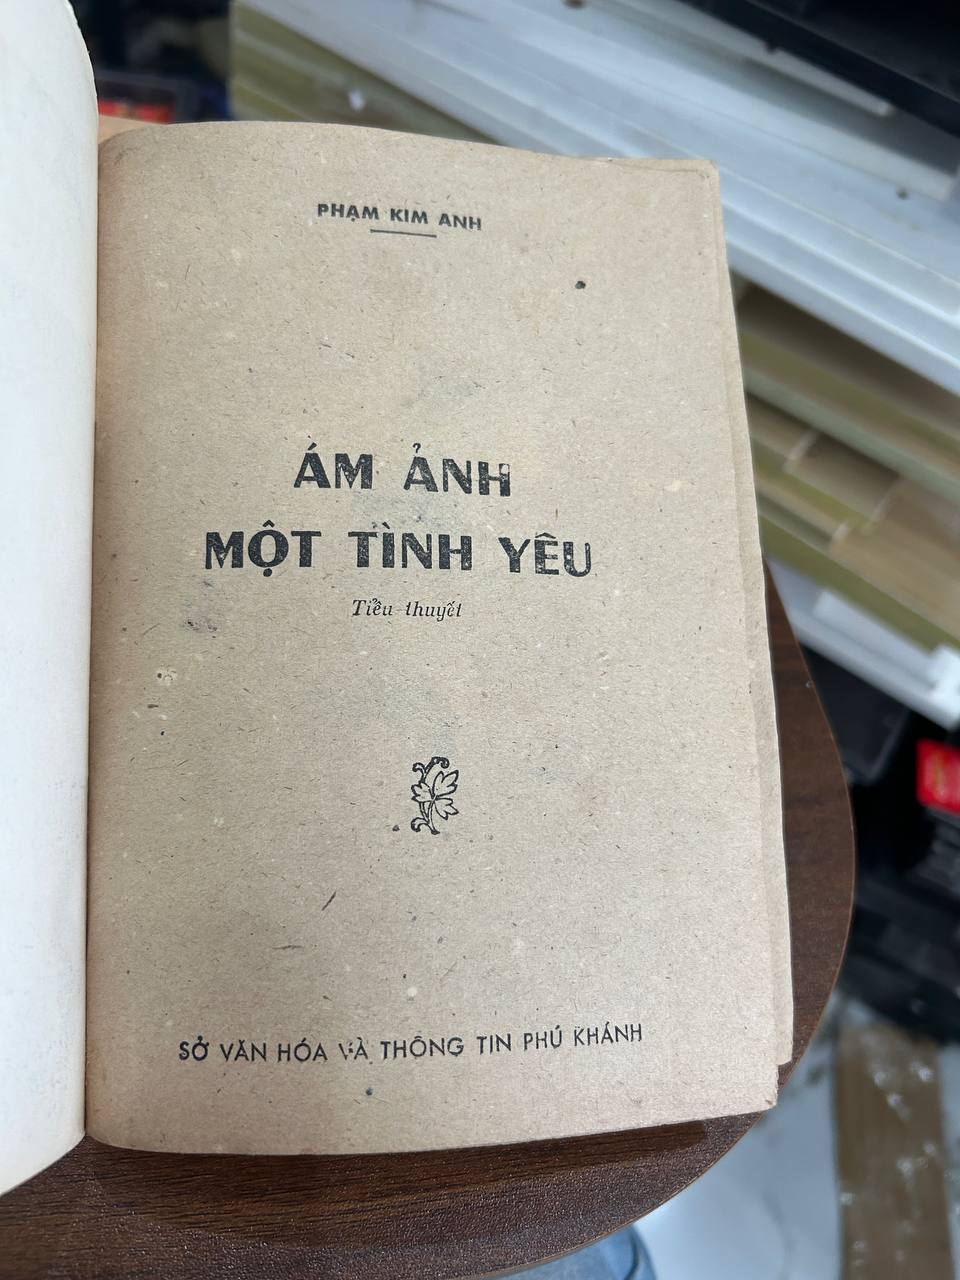 PHẠM KIM ANH
ÁM ẢNH
MỘT TÌNH YÊU
Tiểu thuyết
SỞ VĂN HÓA VÀ THÔNG TIN PHÚ KHÁNH